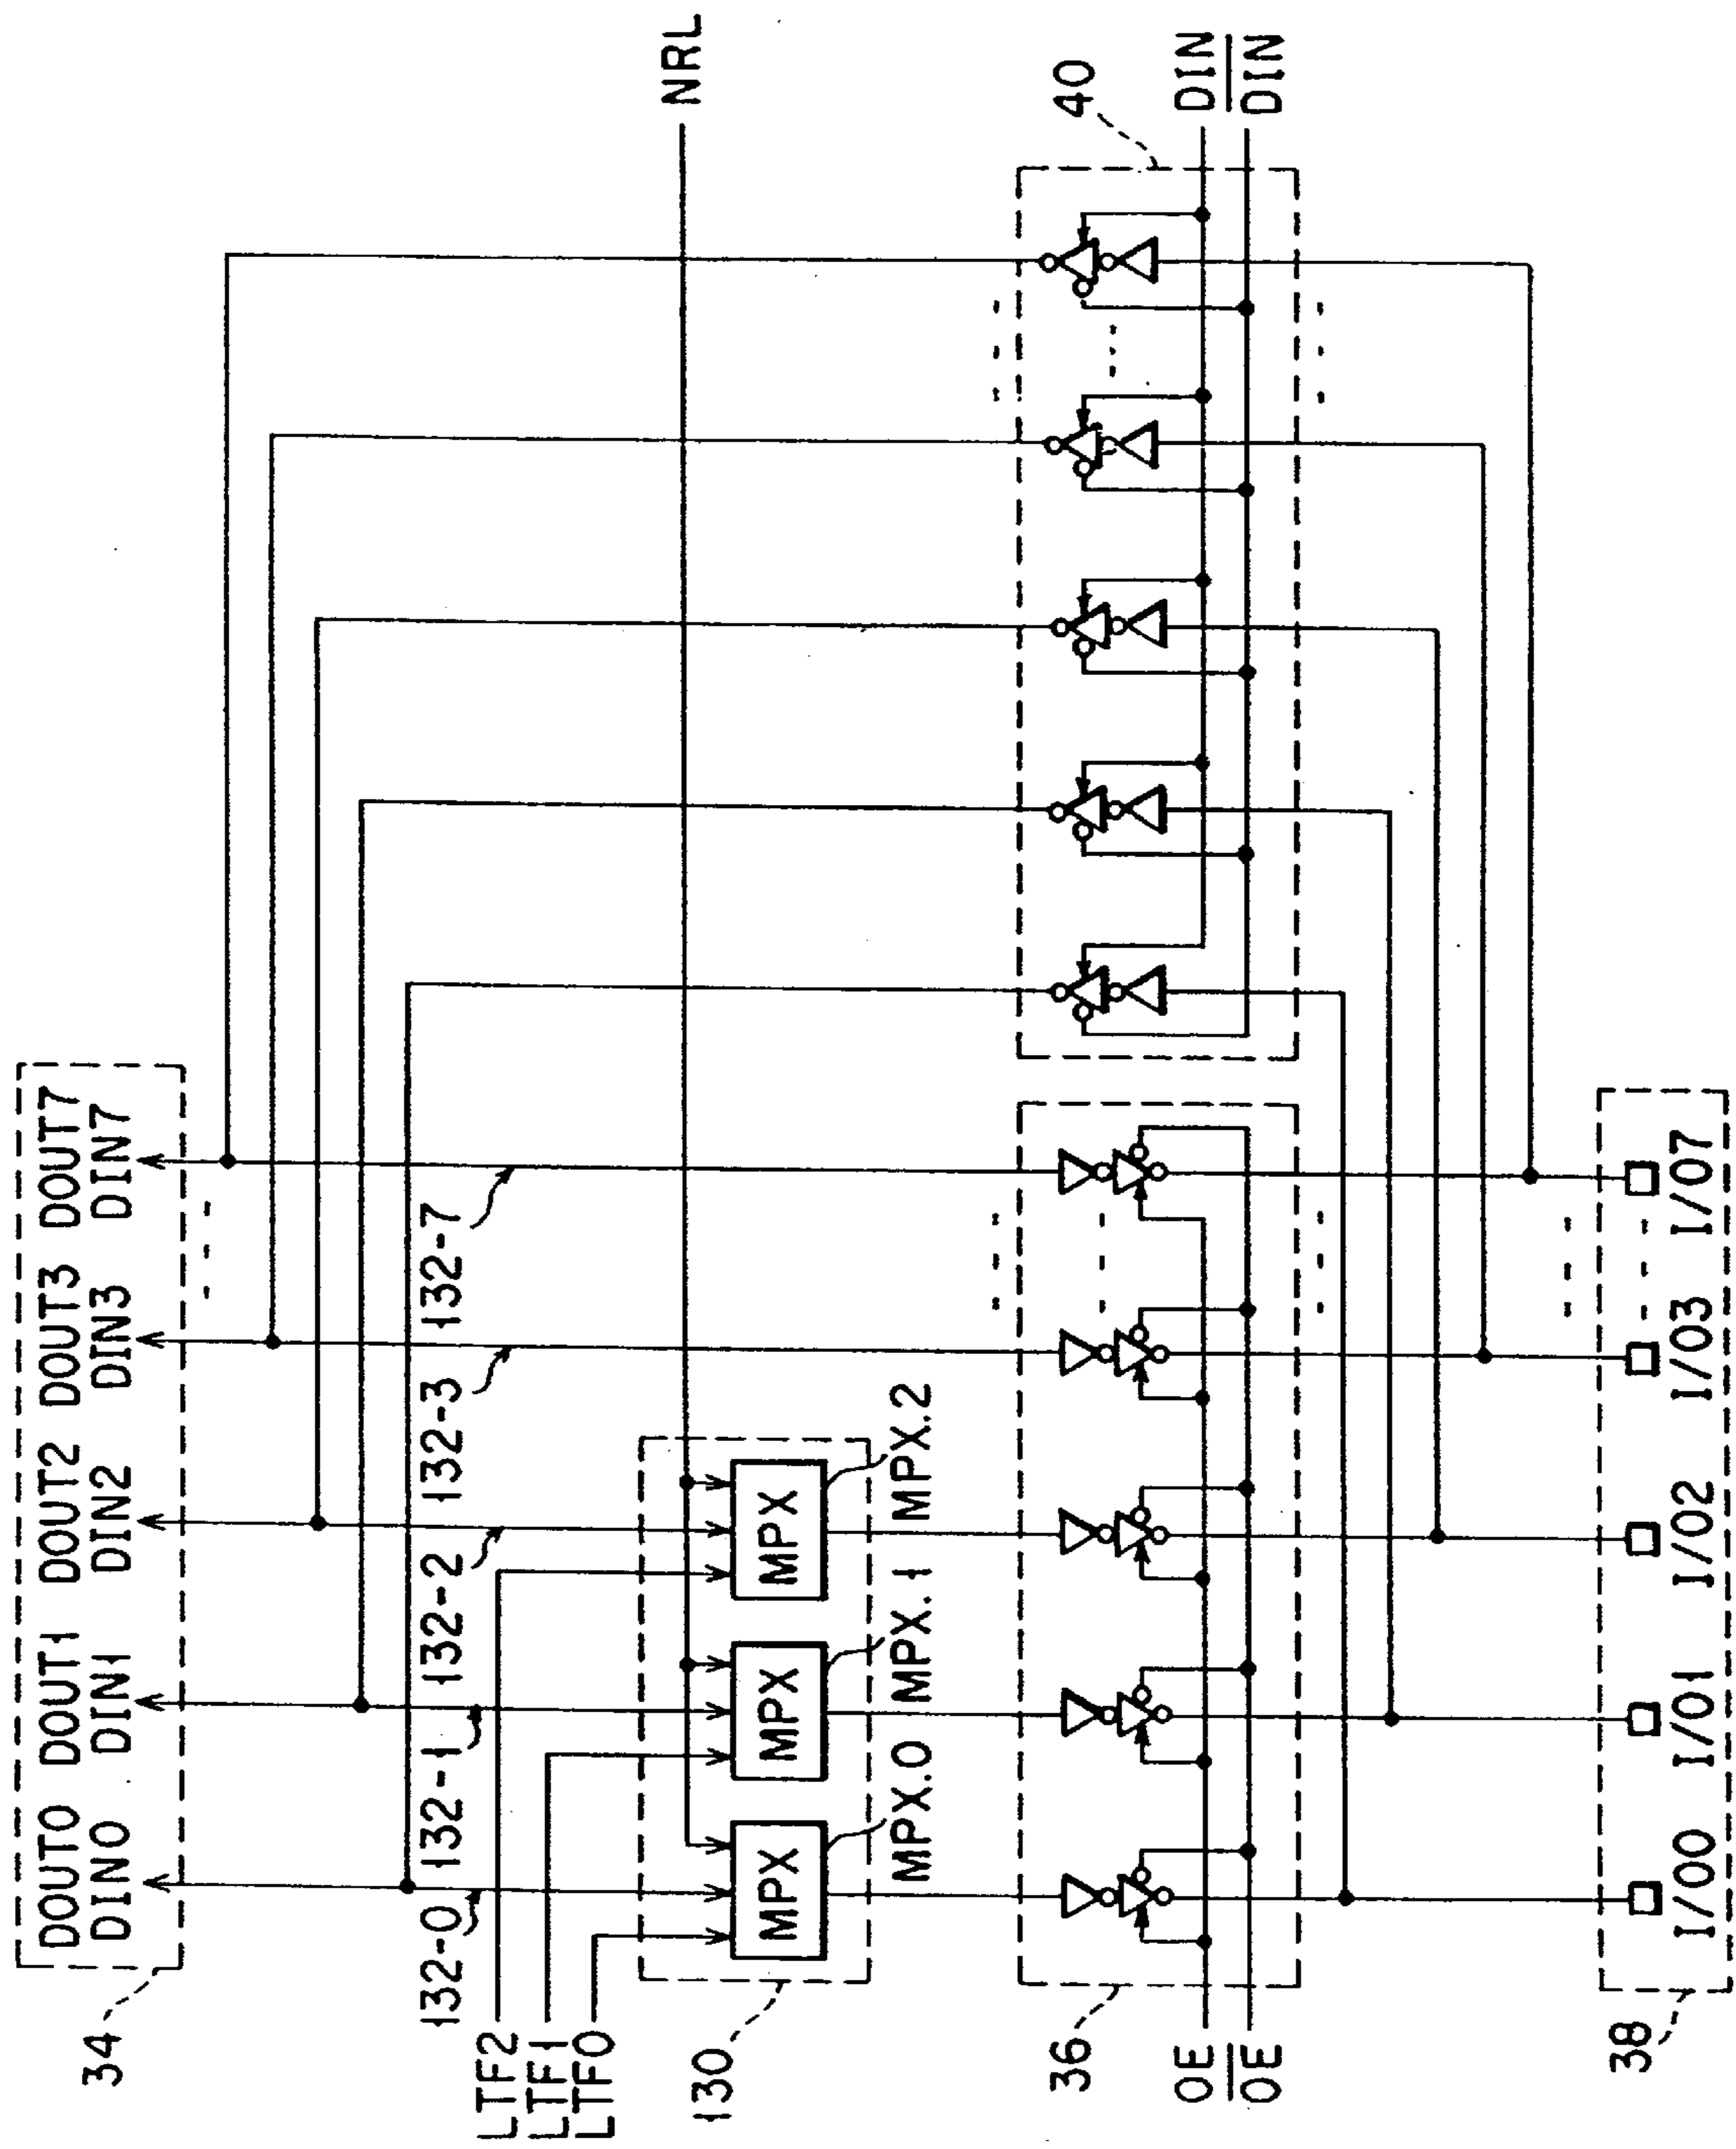 34
DOUT0 DOUT1 DOUT2 DOUT3 DOUT7
DIN0 DIN1 DIN2 DIN3 DIN7
132-0 132-1 132-2 132-3 132-7
LTF2
LTF1
LTF0
NRL
130
MPX MPX MPX
MPX.0 MPX.1 MPX.2
36
40
OE
OE
DIN
DIN
38
I/00 I/01 I/02 I/03 I/07